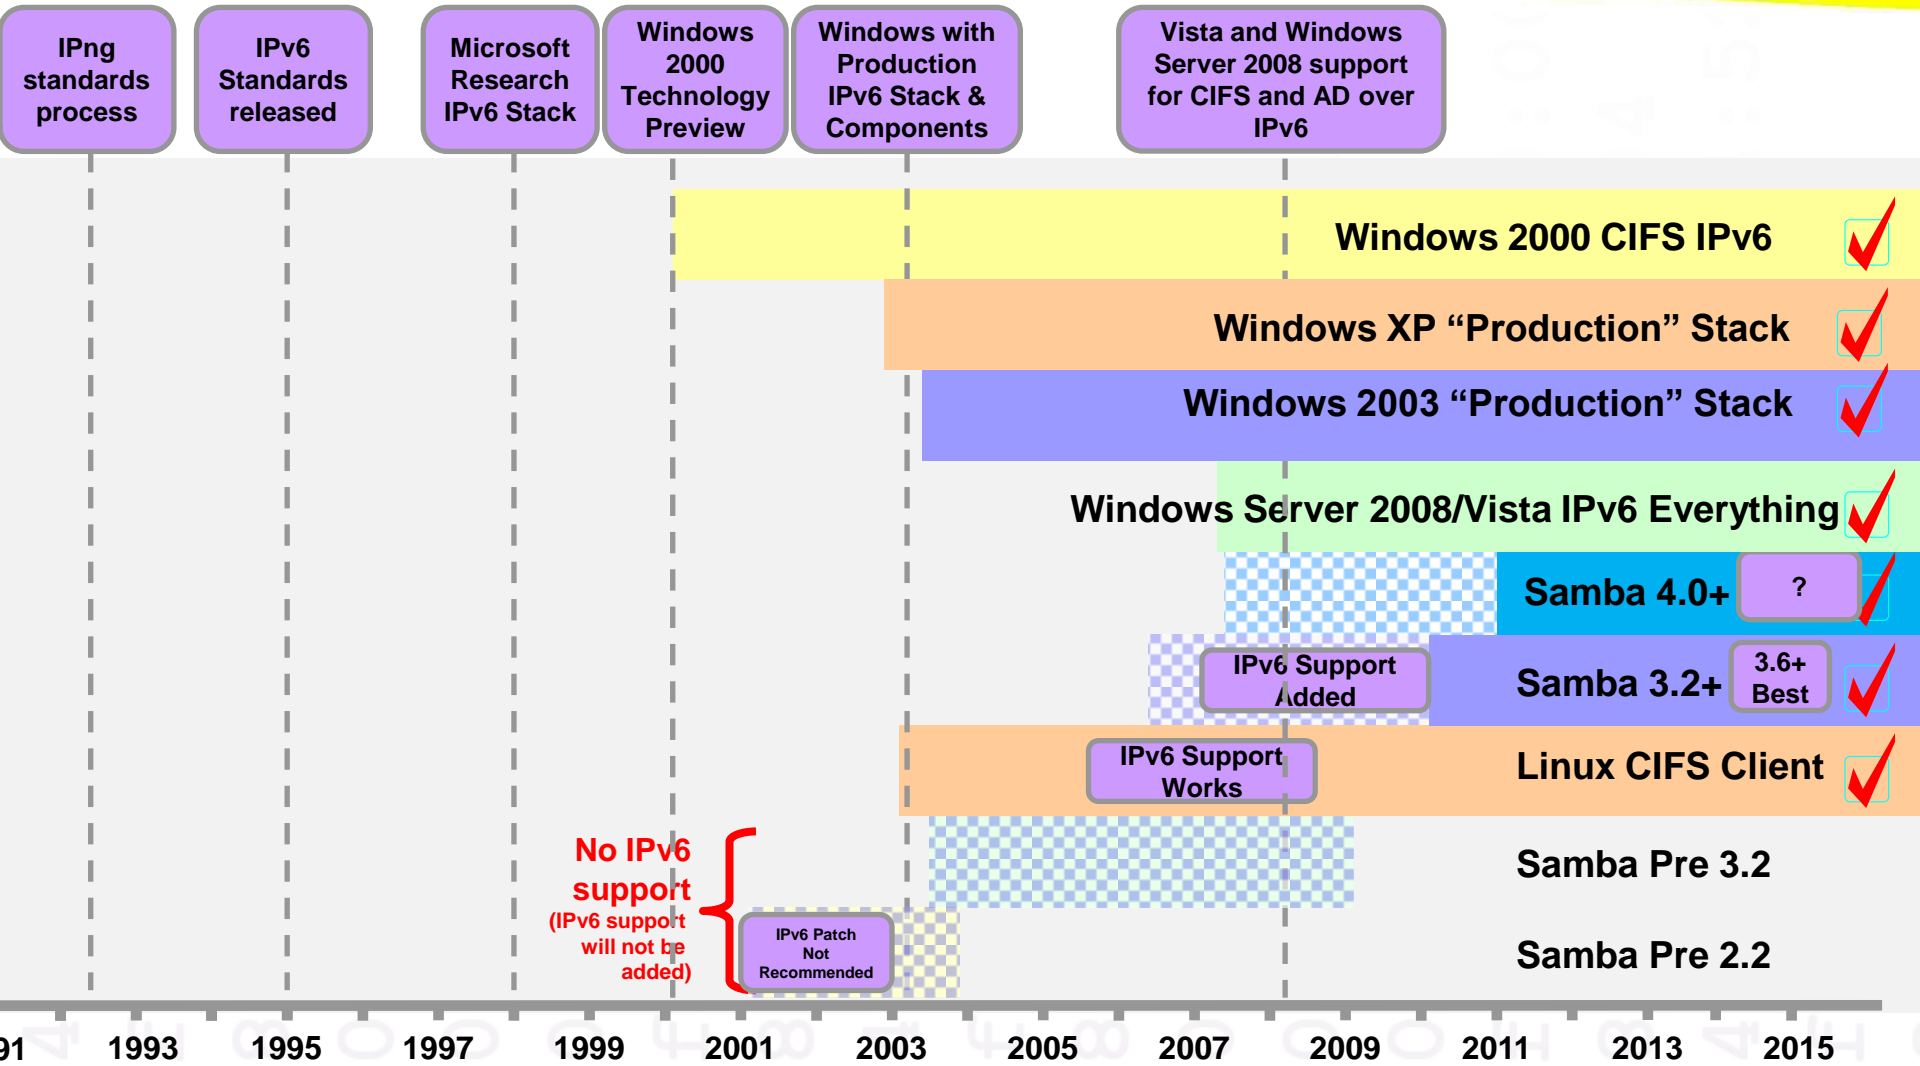 IPng
standards
process
IPv6
Standards
released
Microsoft
Research
IPv6 Stack
Windows
2000
Technology
Preview
Windows with
Production
IPv6 Stack &
Components
Vista and Windows
Server 2008 support
for CIFS and AD over
IPv6
Windows 2000 CIFS IPv6
Windows XP “Production” Stack
Windows 2003 “Production” Stack
Windows Server 2008/Vista IPv6 Everything
Samba 4.0+
?
IPv6 Support
Added
Samba 3.2+
3.6+
Best
IPv6 Support
Works
Linux CIFS Client
No IPv6
support
(IPv6 support
will not be
added)
Samba Pre 3.2
IPv6 Patch
Not
Recommended
Samba Pre 2.2
91 1993 1995 1997 1999 2001 2003 2005 2007 2009 2011 2013 2015